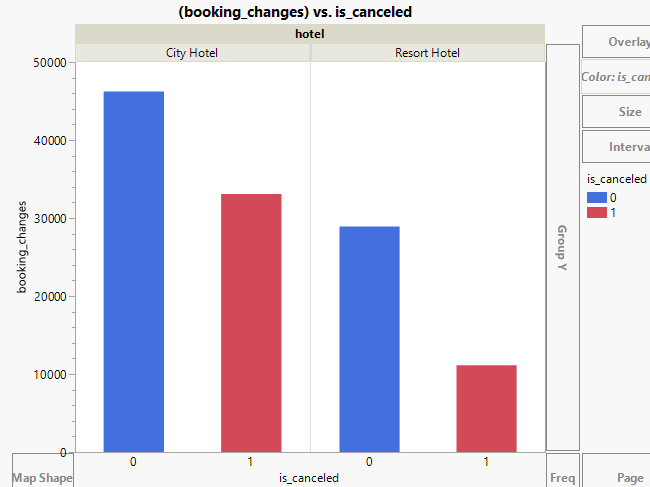 (booking_changes) vs. is_canceled
hotel
City Hotel
Resort Hotel
50000
40000
30000
20000
10000
0
booking_changes
0
1
0
1
is_canceled
Map Shape
Group Y
Freq
Page
Overlay
Color: is_can
Size
Interva
is_canceled
0
1